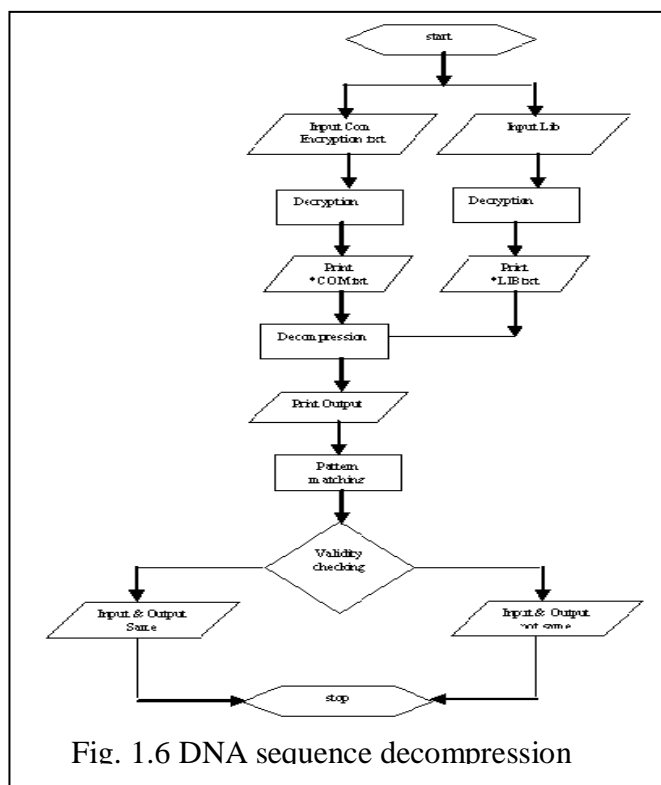 start
Input Com
Encryption txt
Input Lib
Decryption
Decryption
Print
*COM txt
Print
*LIB txt
Decompression
Print Output
Pattern
matching
Validity
checking
Input & Output
Same
Input & Output
not same
stop
Fig. 1.6 DNA sequence decompression